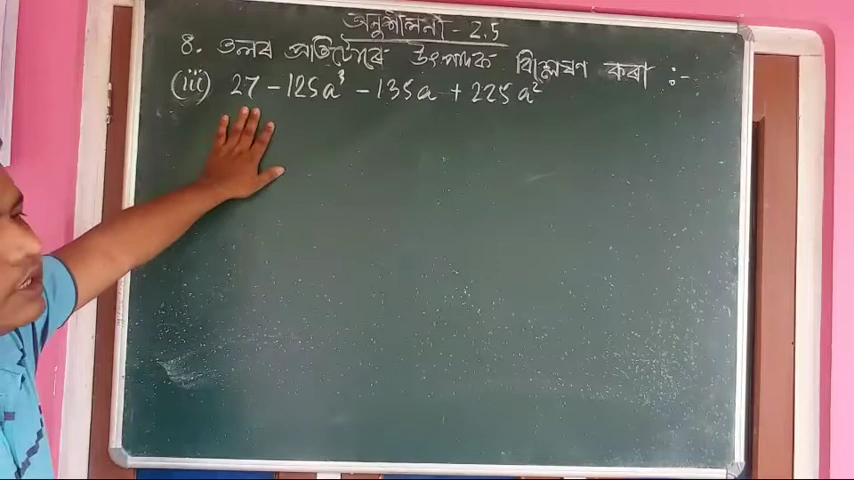 অনুশীলনী - 2.5
8. তলৰ প্ৰতিটোৰে উৎপাদক বিশ্লেষণ কৰা :-
(iii) 27 - 125a³ - 135a + 225a²